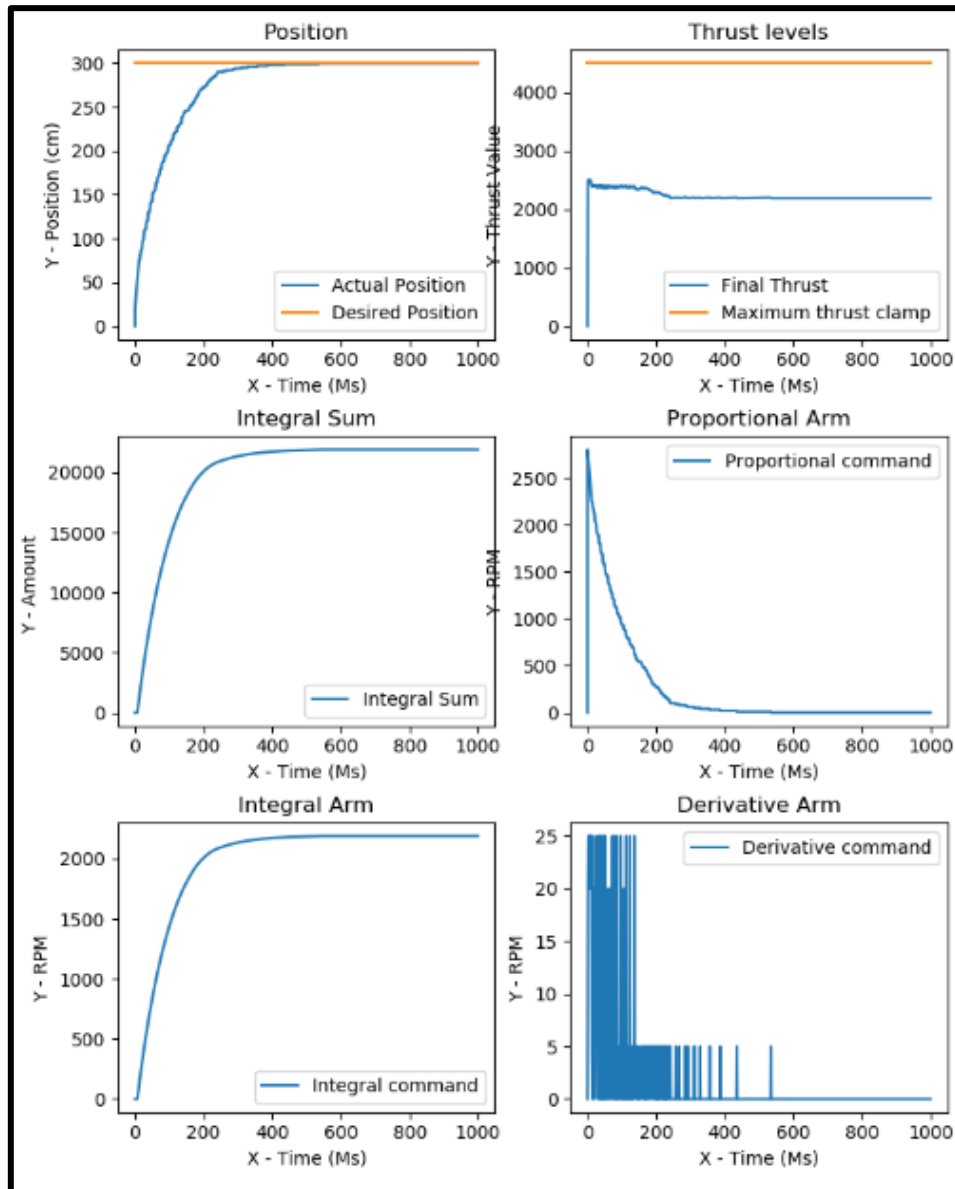 Position
Y - Position (cm)
300
250
200
150
100
50
0
Actual Position
Desired Position
0 200 400 600 800 1000
X - Time (Ms)
Thrust levels
Y - Thrust Value
4000
3000
2000
1000
0
Final Thrust
Maximum thrust clamp
0 200 400 600 800 1000
X - Time (Ms)
Integral Sum
Y - Amount
20000
15000
10000
5000
0
Integral Sum
0 200 400 600 800 1000
X - Time (Ms)
Proportional Arm
Y - RPM
2500
2000
1500
1000
500
0
Proportional command
0 200 400 600 800 1000
X - Time (Ms)
Integral Arm
Y - RPM
2000
1500
1000
500
0
Integral command
0 200 400 600 800 1000
X - Time (Ms)
Derivative Arm
Y - RPM
25
20
15
10
5
0
Derivative command
0 200 400 600 800 1000
X - Time (Ms)